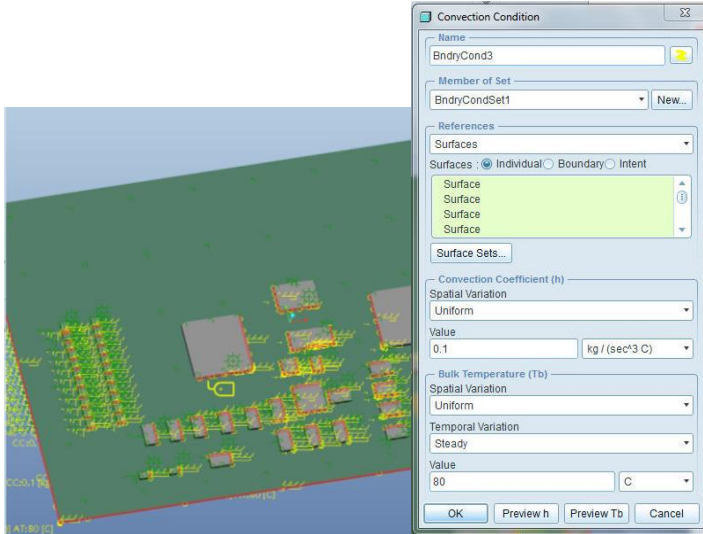 Convection Condition
Name
BndryCond3
Member of Set
BndryCondSet1
New...
References
Surfaces
Surfaces : Individual Boundary Intent
Surface
Surface
Surface
Surface
Surface Sets...
Convection Coefficient (h)
Spatial Variation
Uniform
Value
0.1 kg / (sec^3 C)
Bulk Temperature (Tb)
Spatial Variation
Uniform
Temporal Variation
Steady
Value
80 C
OK Preview h Preview Tb Cancel
AT:80 [C]